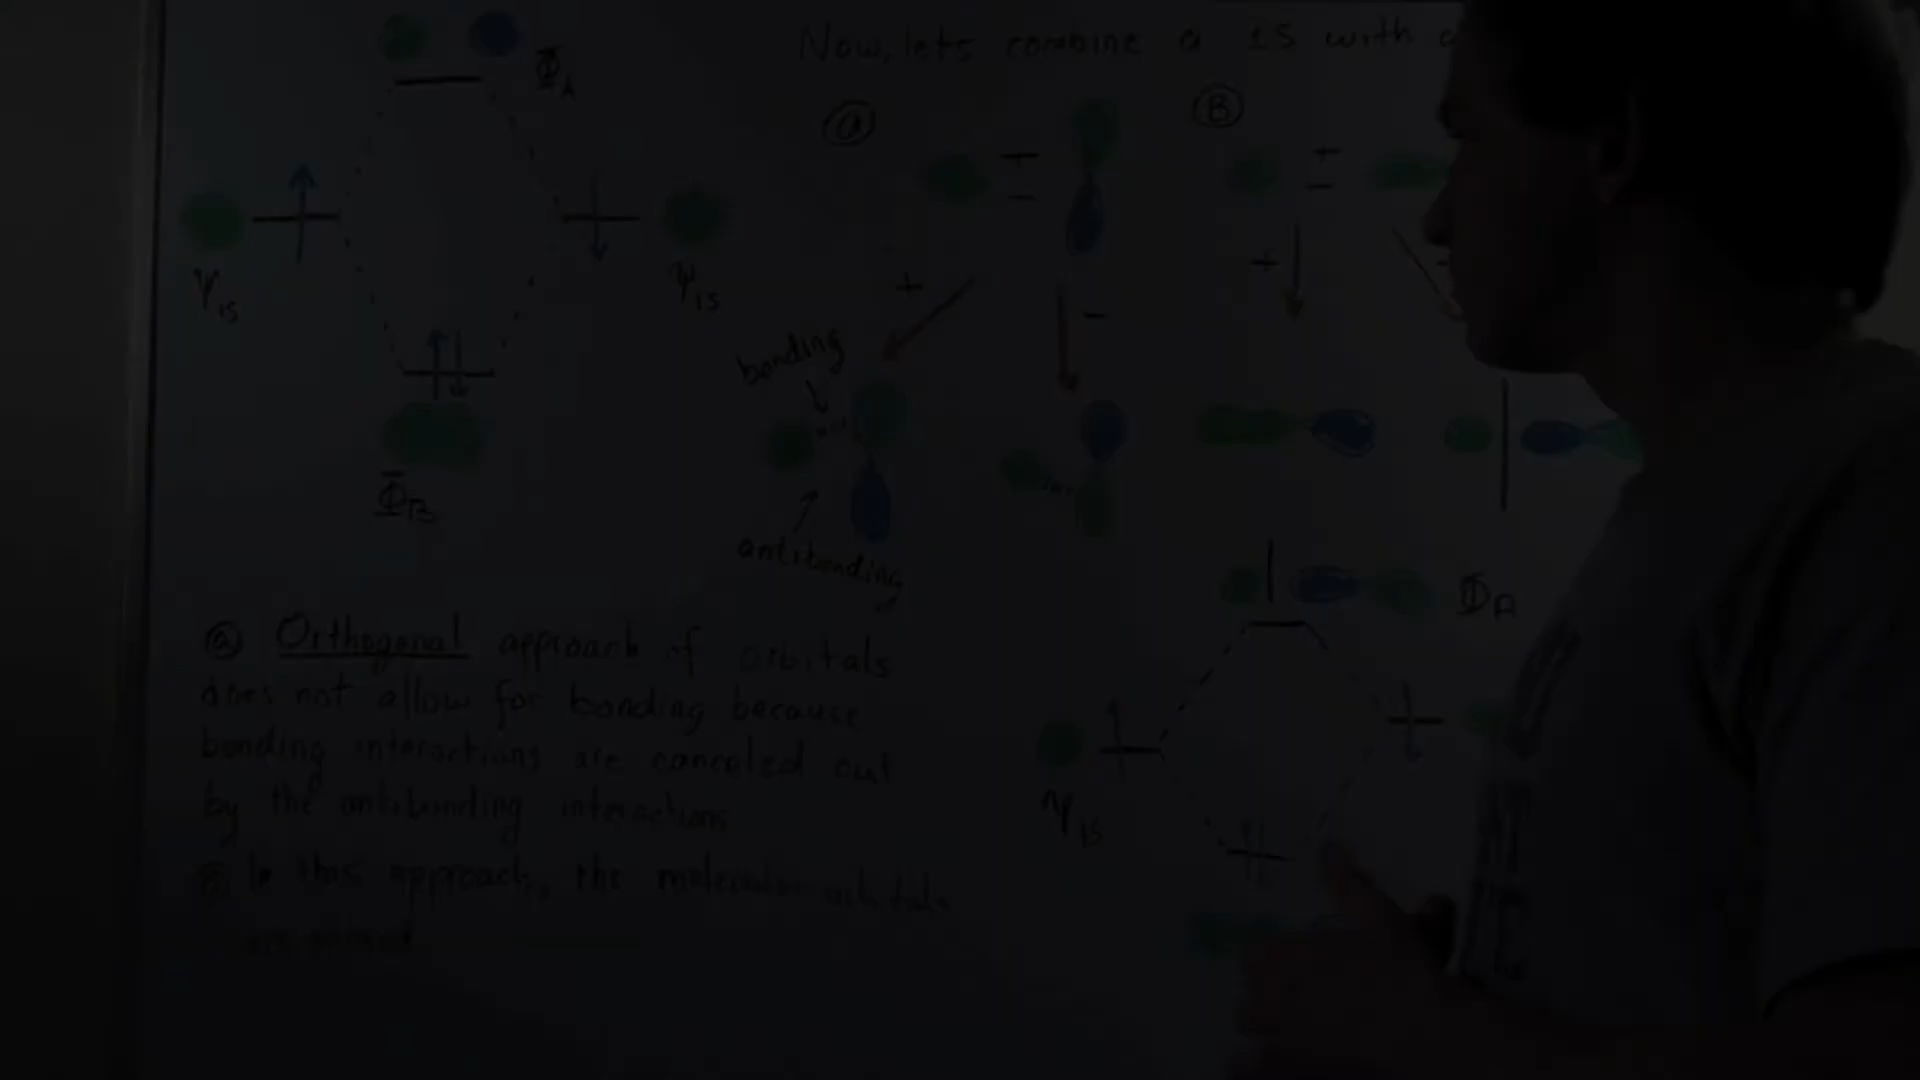 Now, lets combine a 1s with
Φ_A
ⓐ
Ⓑ
+
−
+
−
ψ_1s
ψ_1s
+
−
+
−
bonding
antibonding
Φ_B
Φ_A
ⓐ Orthogonal approach of orbitals
does not allow for bonding because
bonding interactions are canceled out
by the antibonding interactions
ψ_1s
Ⓑ In this approach, the molecular orbitals